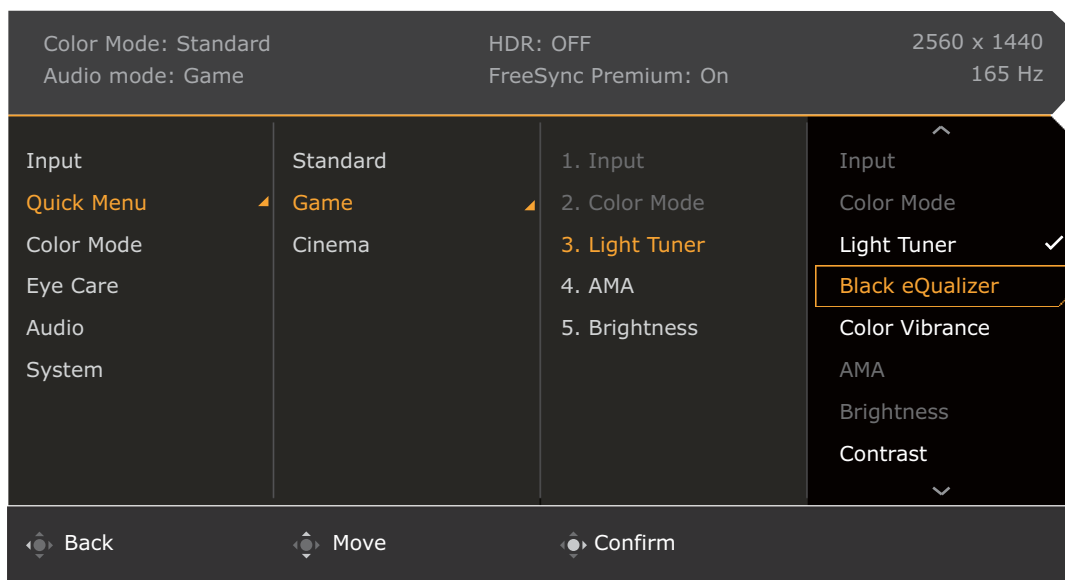 Color Mode: Standard
HDR: OFF
2560 x 1440
Audio mode: Game
FreeSync Premium: On
165 Hz
Input
Quick Menu
Color Mode
Eye Care
Audio
System
Standard
Game
Cinema
1. Input
2. Color Mode
3. Light Tuner
4. AMA
5. Brightness
Input
Color Mode
Light Tuner
Black eQualizer
Color Vibrance
AMA
Brightness
Contrast
Back
Move
Confirm